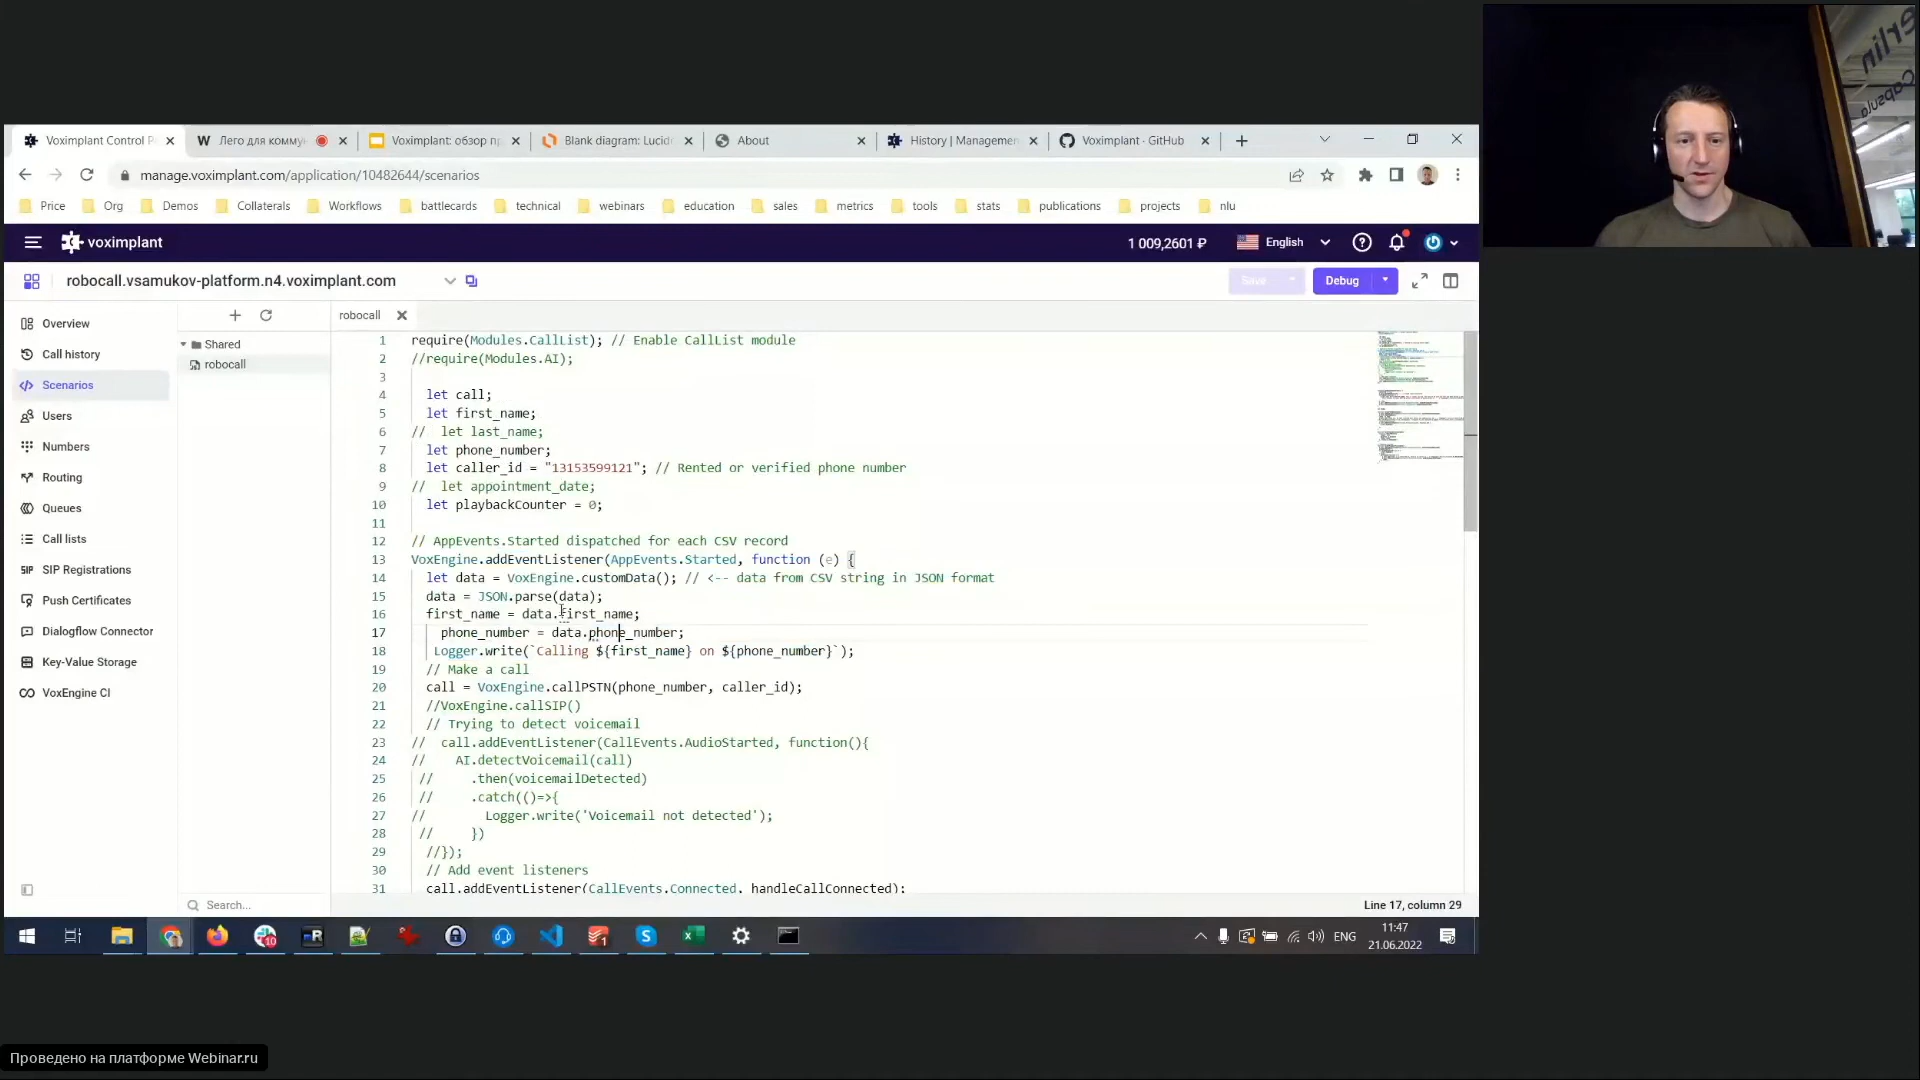 erlin
Capsula
Voximplant Control P
Лего для комму
Voximplant: обзор п
Blank diagram: Lucid
About
History | Managemen
Voximplant · GitHub
manage.voximplant.com/application/10482644/scenarios
Price
Org
Demos
Collaterals
Workflows
battlecards
technical
webinars
education
sales
metrics
tools
stats
publications
projects
nlu
voximplant
1 009,2601 ₽
English
robocall.vsamukov-platform.n4.voximplant.com
Save
Debug
Overview
Call history
Scenarios
Users
Numbers
Routing
Queues
Call lists
SIP SIP Registrations
Push Certificates
Dialogflow Connector
Key-Value Storage
VoxEngine CI
Shared
robocall
Search...
robocall
1 require(Modules.CallList); // Enable CallList module
2 //require(Modules.AI);
3
4 let call;
5 let first_name;
6 // let last_name;
7 let phone_number;
8 let caller_id = "13153599121"; // Rented or verified phone number
9 // let appointment_date;
10 let playbackCounter = 0;
11
12 // AppEvents.Started dispatched for each CSV record
13 VoxEngine.addEventListener(AppEvents.Started, function (e) {
14 let data = VoxEngine.customData(); // <-- data from CSV string in JSON format
15 data = JSON.parse(data);
16 first_name = data.first_name;
17 phone_number = data.phone_number;
18 Logger.write(`Calling ${first_name} on ${phone_number}`);
19 // Make a call
20 call = VoxEngine.callPSTN(phone_number, caller_id);
21 //VoxEngine.callSIP()
22 // Trying to detect voicemail
23 // call.addEventListener(CallEvents.AudioStarted, function(){
24 // AI.detectVoicemail(call)
25 // .then(voicemailDetected)
26 // .catch(()=>{
27 // Logger.write('Voicemail not detected');
28 // })
29 //});
30 // Add event listeners
31 call.addEventListener(CallEvents.Connected, handleCallConnected);
Line 17, column 29
ENG
11:47
21.06.2022
Проведено на платформе Webinar.ru